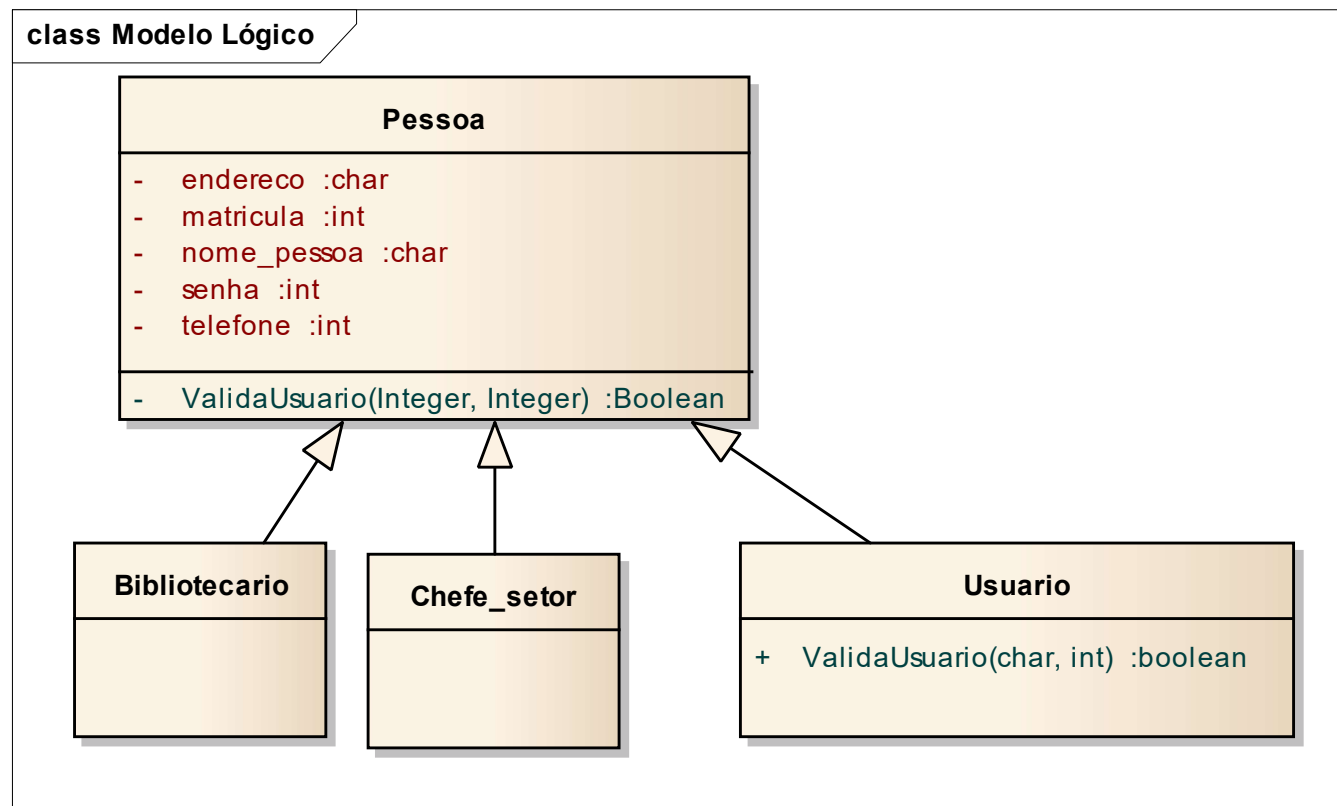 class Modelo Lógico
Pessoa
- endereco :char
- matricula :int
- nome_pessoa :char
- senha :int
- telefone :int
- ValidaUsuario(Integer, Integer) :Boolean
Bibliotecario
Chefe_setor
Usuario
+ ValidaUsuario(char, int) :boolean